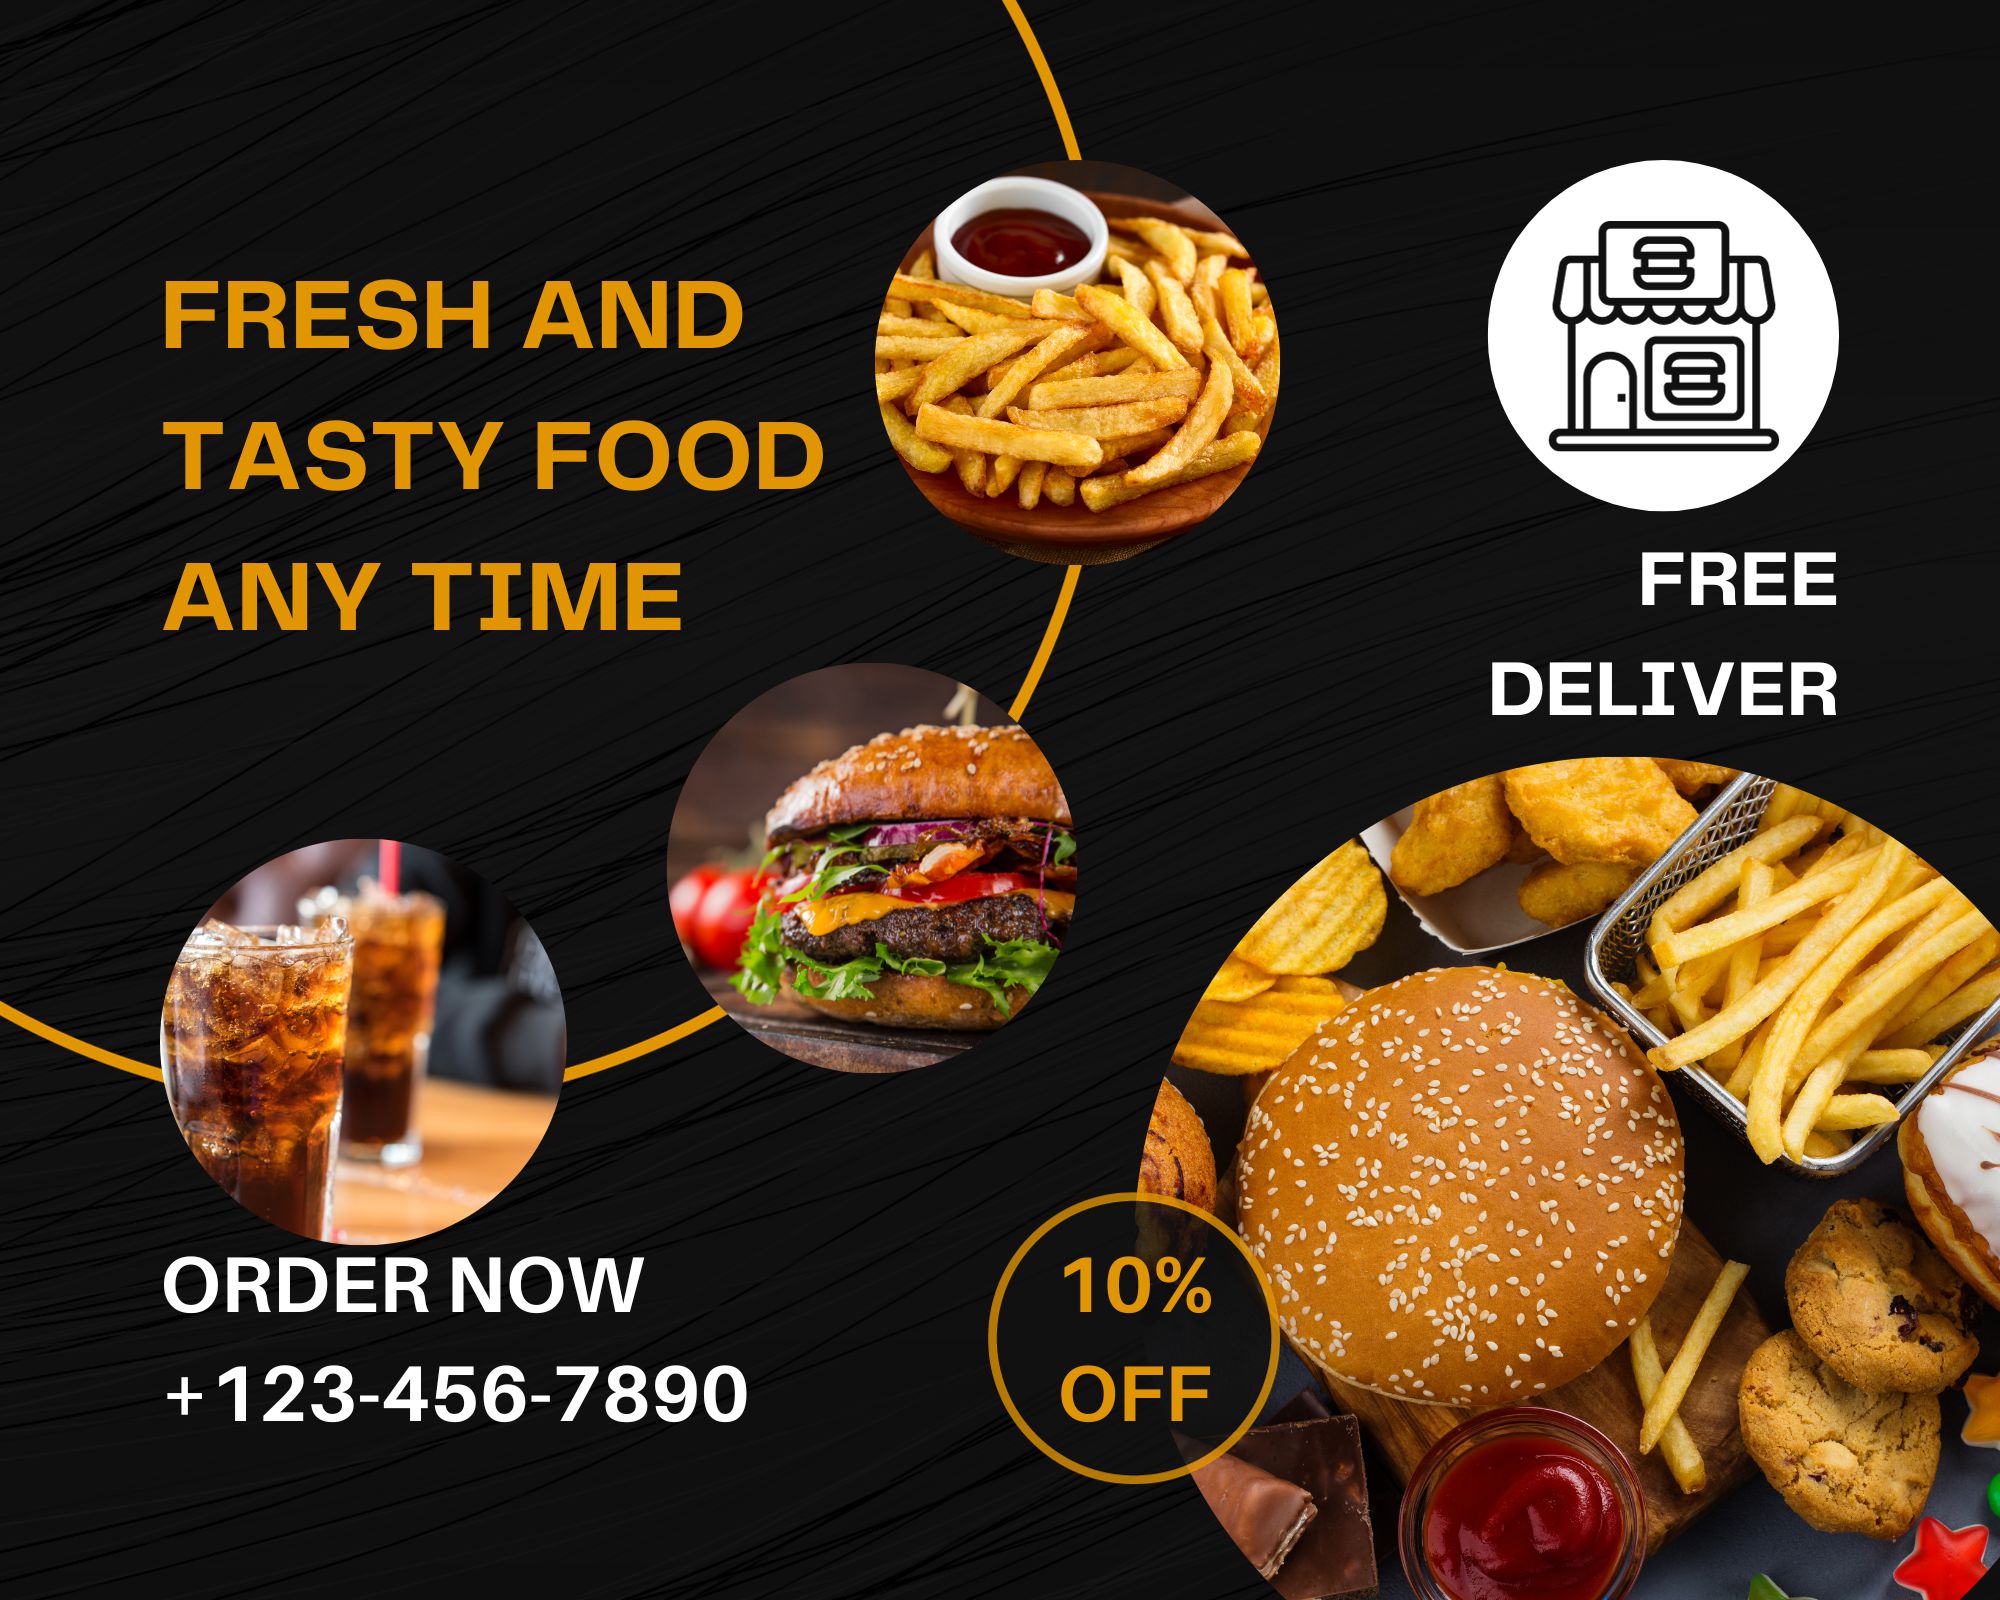 FRESH AND
TASTY FOOD
ANY TIME
FREE
DELIVER
ORDER NOW
+123-456-7890
10%
OFF